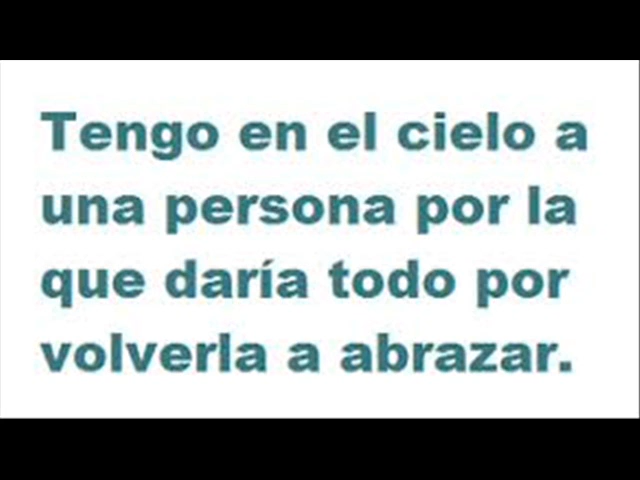 Tengo en el cielo a
una persona por la
que daría todo por
volverla a abrazar.